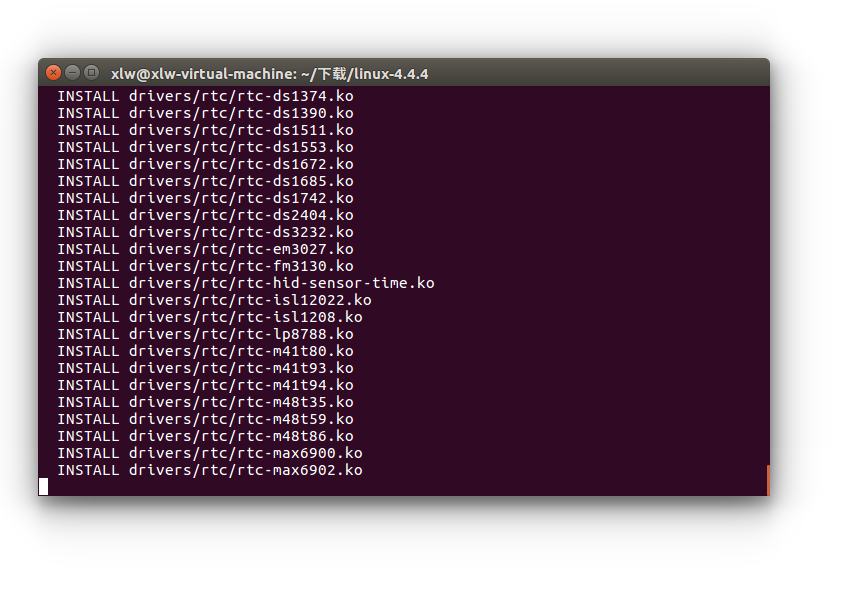 xlw@xlw-virtual-machine: ~/下载/linux-4.4.4
INSTALL drivers/rtc/rtc-ds1374.ko
INSTALL drivers/rtc/rtc-ds1390.ko
INSTALL drivers/rtc/rtc-ds1511.ko
INSTALL drivers/rtc/rtc-ds1553.ko
INSTALL drivers/rtc/rtc-ds1672.ko
INSTALL drivers/rtc/rtc-ds1685.ko
INSTALL drivers/rtc/rtc-ds1742.ko
INSTALL drivers/rtc/rtc-ds2404.ko
INSTALL drivers/rtc/rtc-ds3232.ko
INSTALL drivers/rtc/rtc-em3027.ko
INSTALL drivers/rtc/rtc-fm3130.ko
INSTALL drivers/rtc/rtc-hid-sensor-time.ko
INSTALL drivers/rtc/rtc-isl12022.ko
INSTALL drivers/rtc/rtc-isl1208.ko
INSTALL drivers/rtc/rtc-lp8788.ko
INSTALL drivers/rtc/rtc-m41t80.ko
INSTALL drivers/rtc/rtc-m41t93.ko
INSTALL drivers/rtc/rtc-m41t94.ko
INSTALL drivers/rtc/rtc-m48t35.ko
INSTALL drivers/rtc/rtc-m48t59.ko
INSTALL drivers/rtc/rtc-m48t86.ko
INSTALL drivers/rtc/rtc-max6900.ko
INSTALL drivers/rtc/rtc-max6902.ko